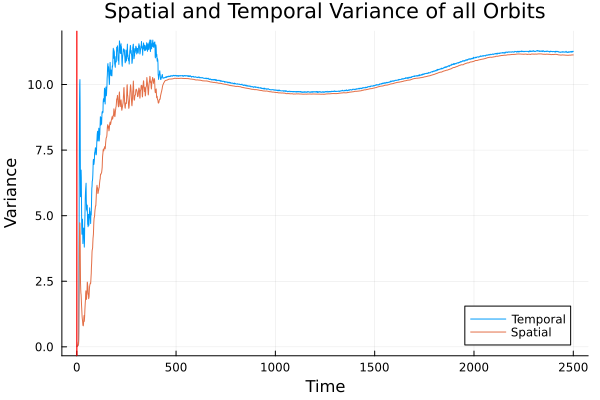 Spatial and Temporal Variance of all Orbits
Variance
10.0
7.5
5.0
2.5
0.0
Temporal
Spatial
0
500
1000
1500
2000
2500
Time